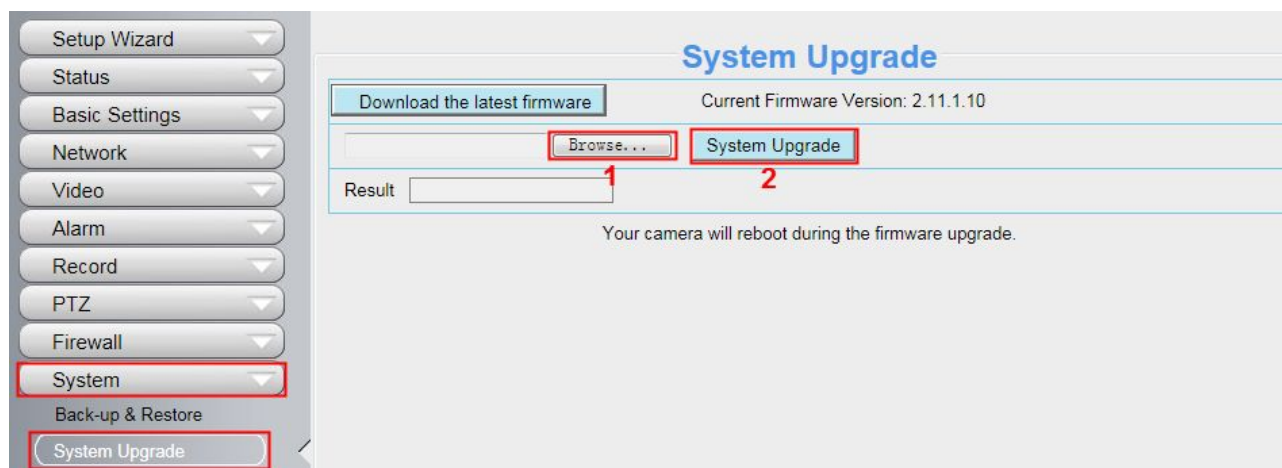 Setup Wizard
Status
Basic Settings
Network
Video
Alarm
Record
PTZ
Firewall
System
Back-up & Restore
System Upgrade
System Upgrade
Download the latest firmware
Current Firmware Version: 2.11.1.10
Browse...
System Upgrade
1
2
Result
Your camera will reboot during the firmware upgrade.